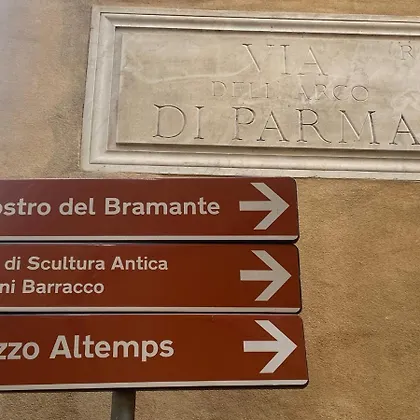 VIA
R
DELL'ARCO
DI PARMA
ostro del Bramante
di Scultura Antica
ni Barracco
zzo Altemps